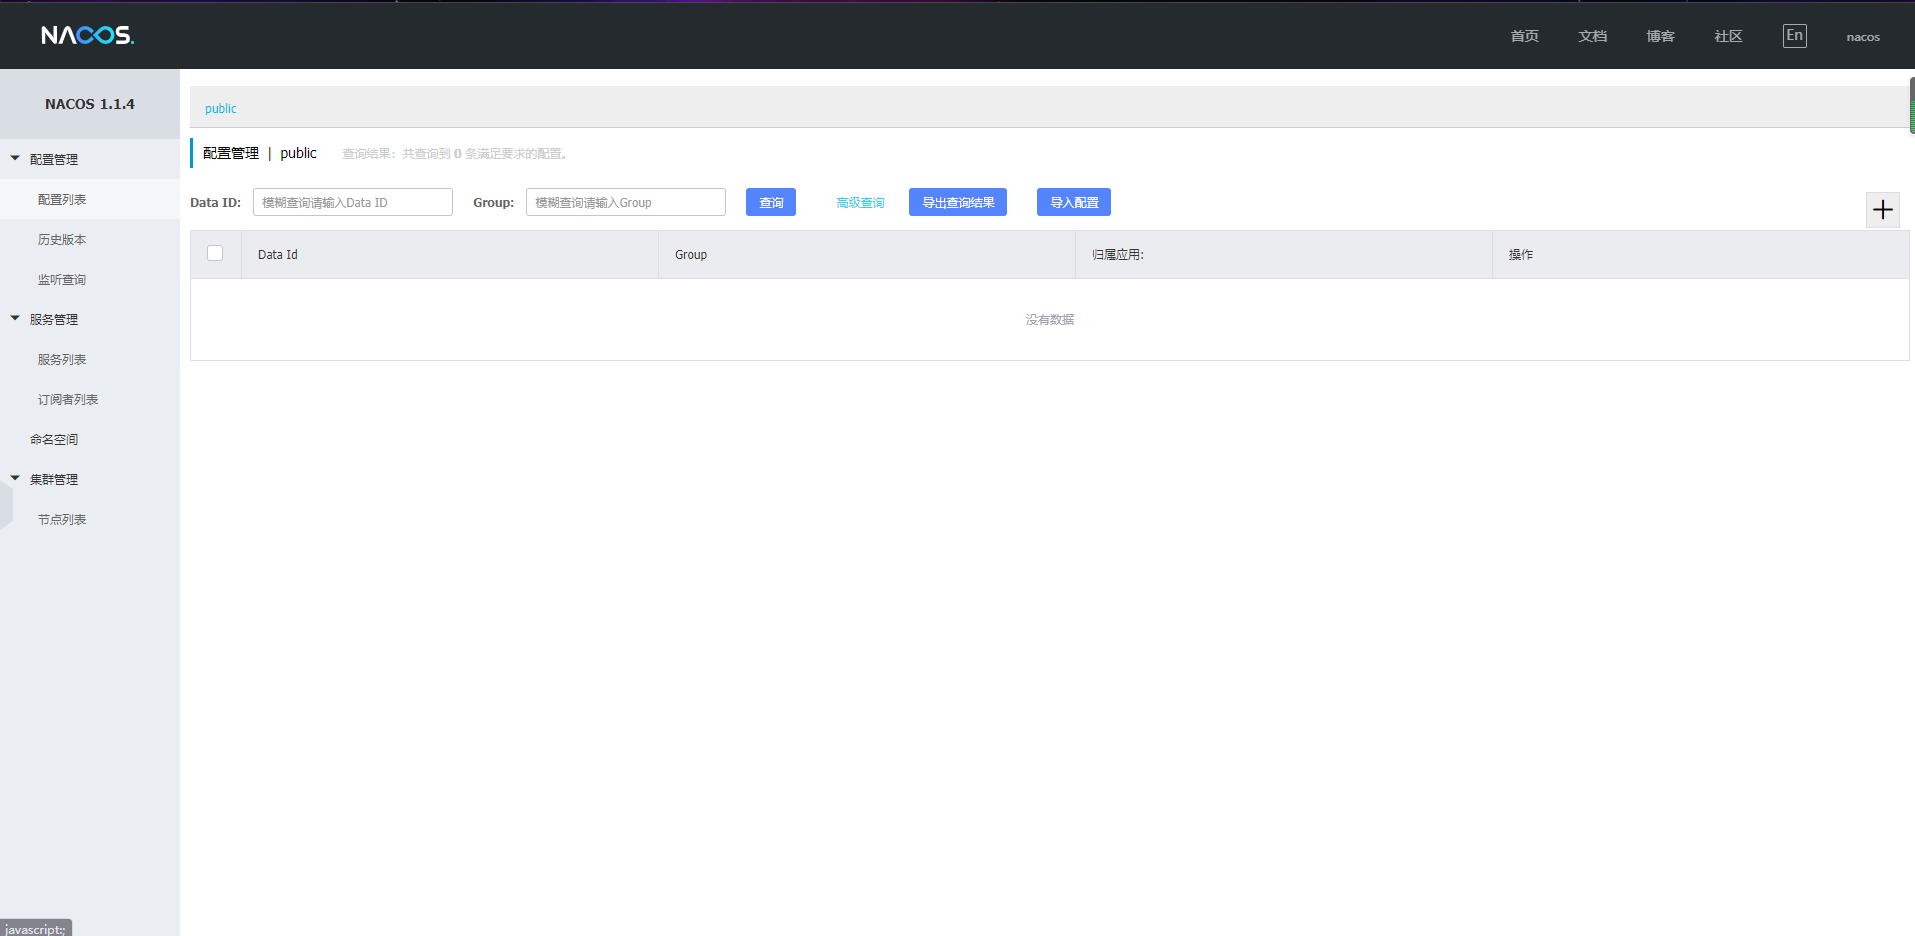 NACOS.
首页 文档 博客 社区 En nacos
NACOS 1.1.4
配置管理
配置列表
历史版本
监听查询
服务管理
服务列表
订阅者列表
命名空间
集群管理
节点列表
public
配置管理 | public 查询结果：共查询到 0 条满足要求的配置。
Data ID: 模糊查询请输入Data ID Group: 模糊查询请输入Group 查询 高级查询 导出查询结果 导入配置
Data Id Group 归属应用: 操作
没有数据
javascript:;